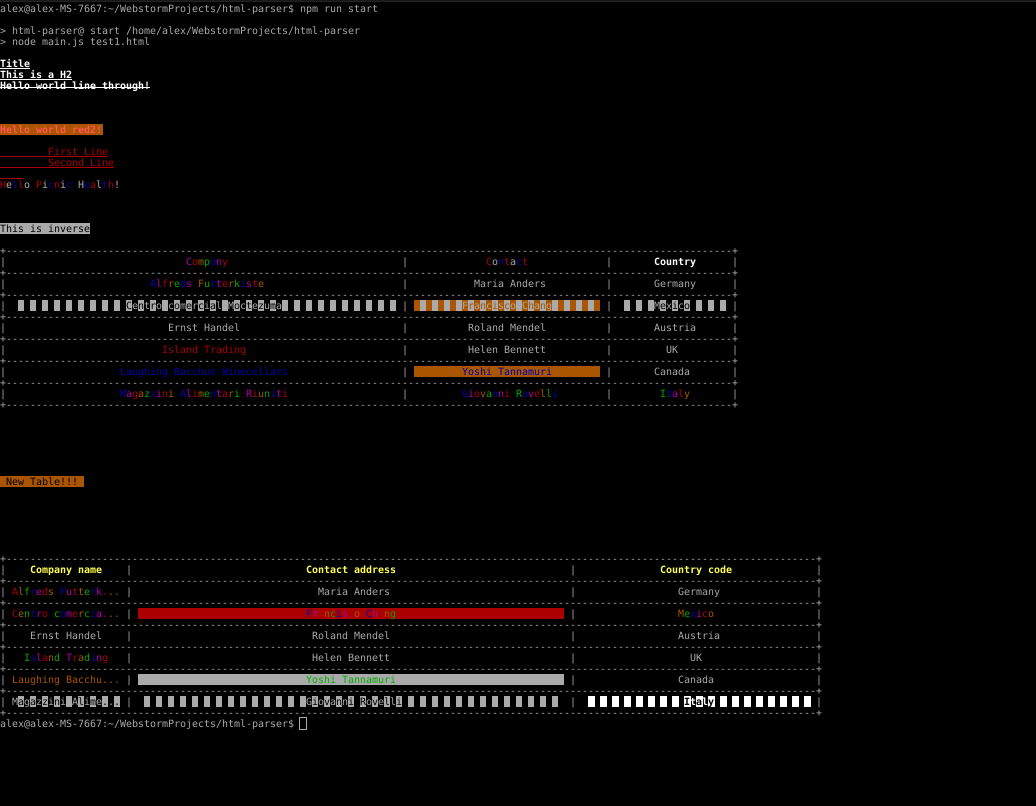 alex@alex-MS-7667:~/WebstormProjects/html-parser$ npm run start
> html-parser@ start /home/alex/WebstormProjects/html-parser
> node main.js test1.html
Title
This is a H2
Hello world line through!
Hello world red2!
First Line
Second Line
Hello Picnic Health!
This is inverse
+-------------------------------------------------------------------------------------------------------------------------+
| Company | Contact | Country |
| Alfreds Futterkiste | Maria Anders | Germany |
| Centro comercial Moctezuma | Francisco Chang | Mexico |
| Ernst Handel | Roland Mendel | Austria |
| Island Trading | Helen Bennett | UK |
| Laughing Bacchus Winecellars | Yoshi Tannamuri | Canada |
| Magazzini Alimentari Riuniti | Giovanni Rovelli | Italy |
New Table!!!
| Company name | Contact address | Country code |
| Alfreds Futterk... | Maria Anders | Germany |
| Centro comercia... | Francisco Chang | Mexico |
| Ernst Handel | Roland Mendel | Austria |
| Island Trading | Helen Bennett | UK |
| Laughing Bacchu... | Yoshi Tannamuri | Canada |
| Magazzini Alime... | Giovanni Rovelli | Italy |
alex@alex-MS-7667:~/WebstormProjects/html-parser$